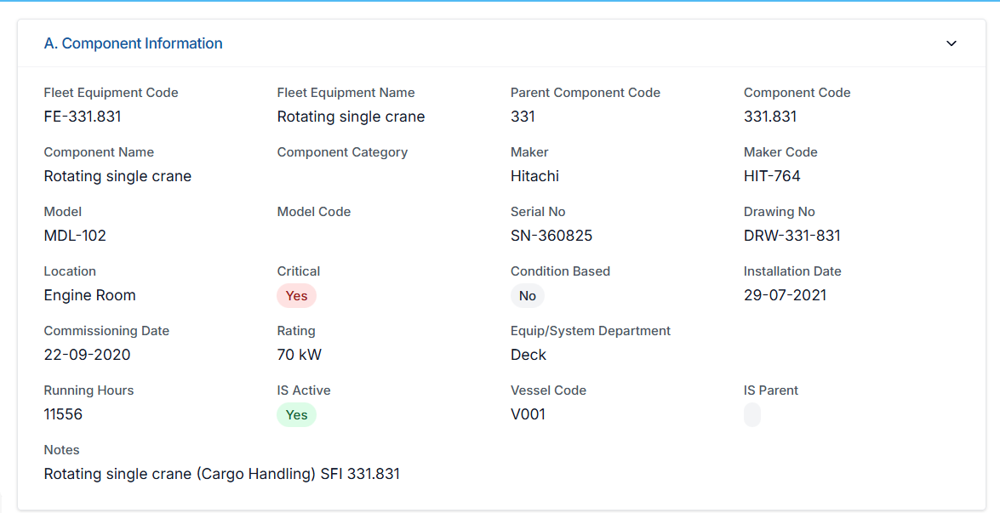 A. Component Information
Fleet Equipment Code Fleet Equipment Name Parent Component Code Component Code
FE-331.831 Rotating single crane 331 331.831
Component Name Component Category Maker Maker Code
Rotating single crane Hitachi HIT-764
Model Model Code Serial No Drawing No
MDL-102 SN-360825 DRW-331-831
Location Critical Condition Based Installation Date
Engine Room Yes No 29-07-2021
Commissioning Date Rating Equip/System Department
22-09-2020 70 kW Deck
Running Hours IS Active Vessel Code IS Parent
11556 Yes V001
Notes
Rotating single crane (Cargo Handling) SFI 331.831